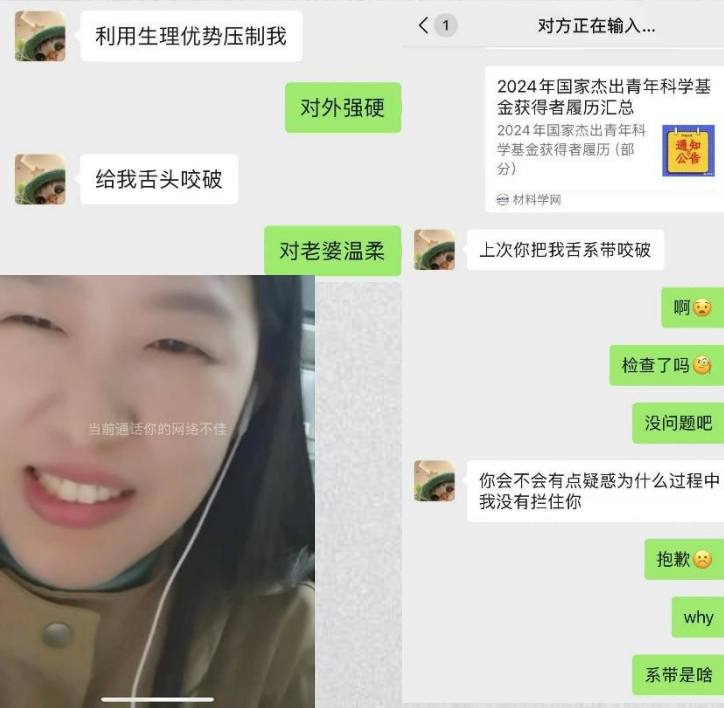 利用生理优势压制我
对外强硬
给我舌头咬破
对老婆温柔
当前通话你的网络不佳
1
对方正在输入...
2024年国家杰出青年科学基
金获得者履历汇总
2024年国家杰出青年科
学基金获得者履历（部
分）
通知
公告
材料学网
上次你把我舌系带咬破
啊
检查了吗
没问题吧
你会不会有点疑惑为什么过程中
我没有拦住你
抱歉
why
系带是啥